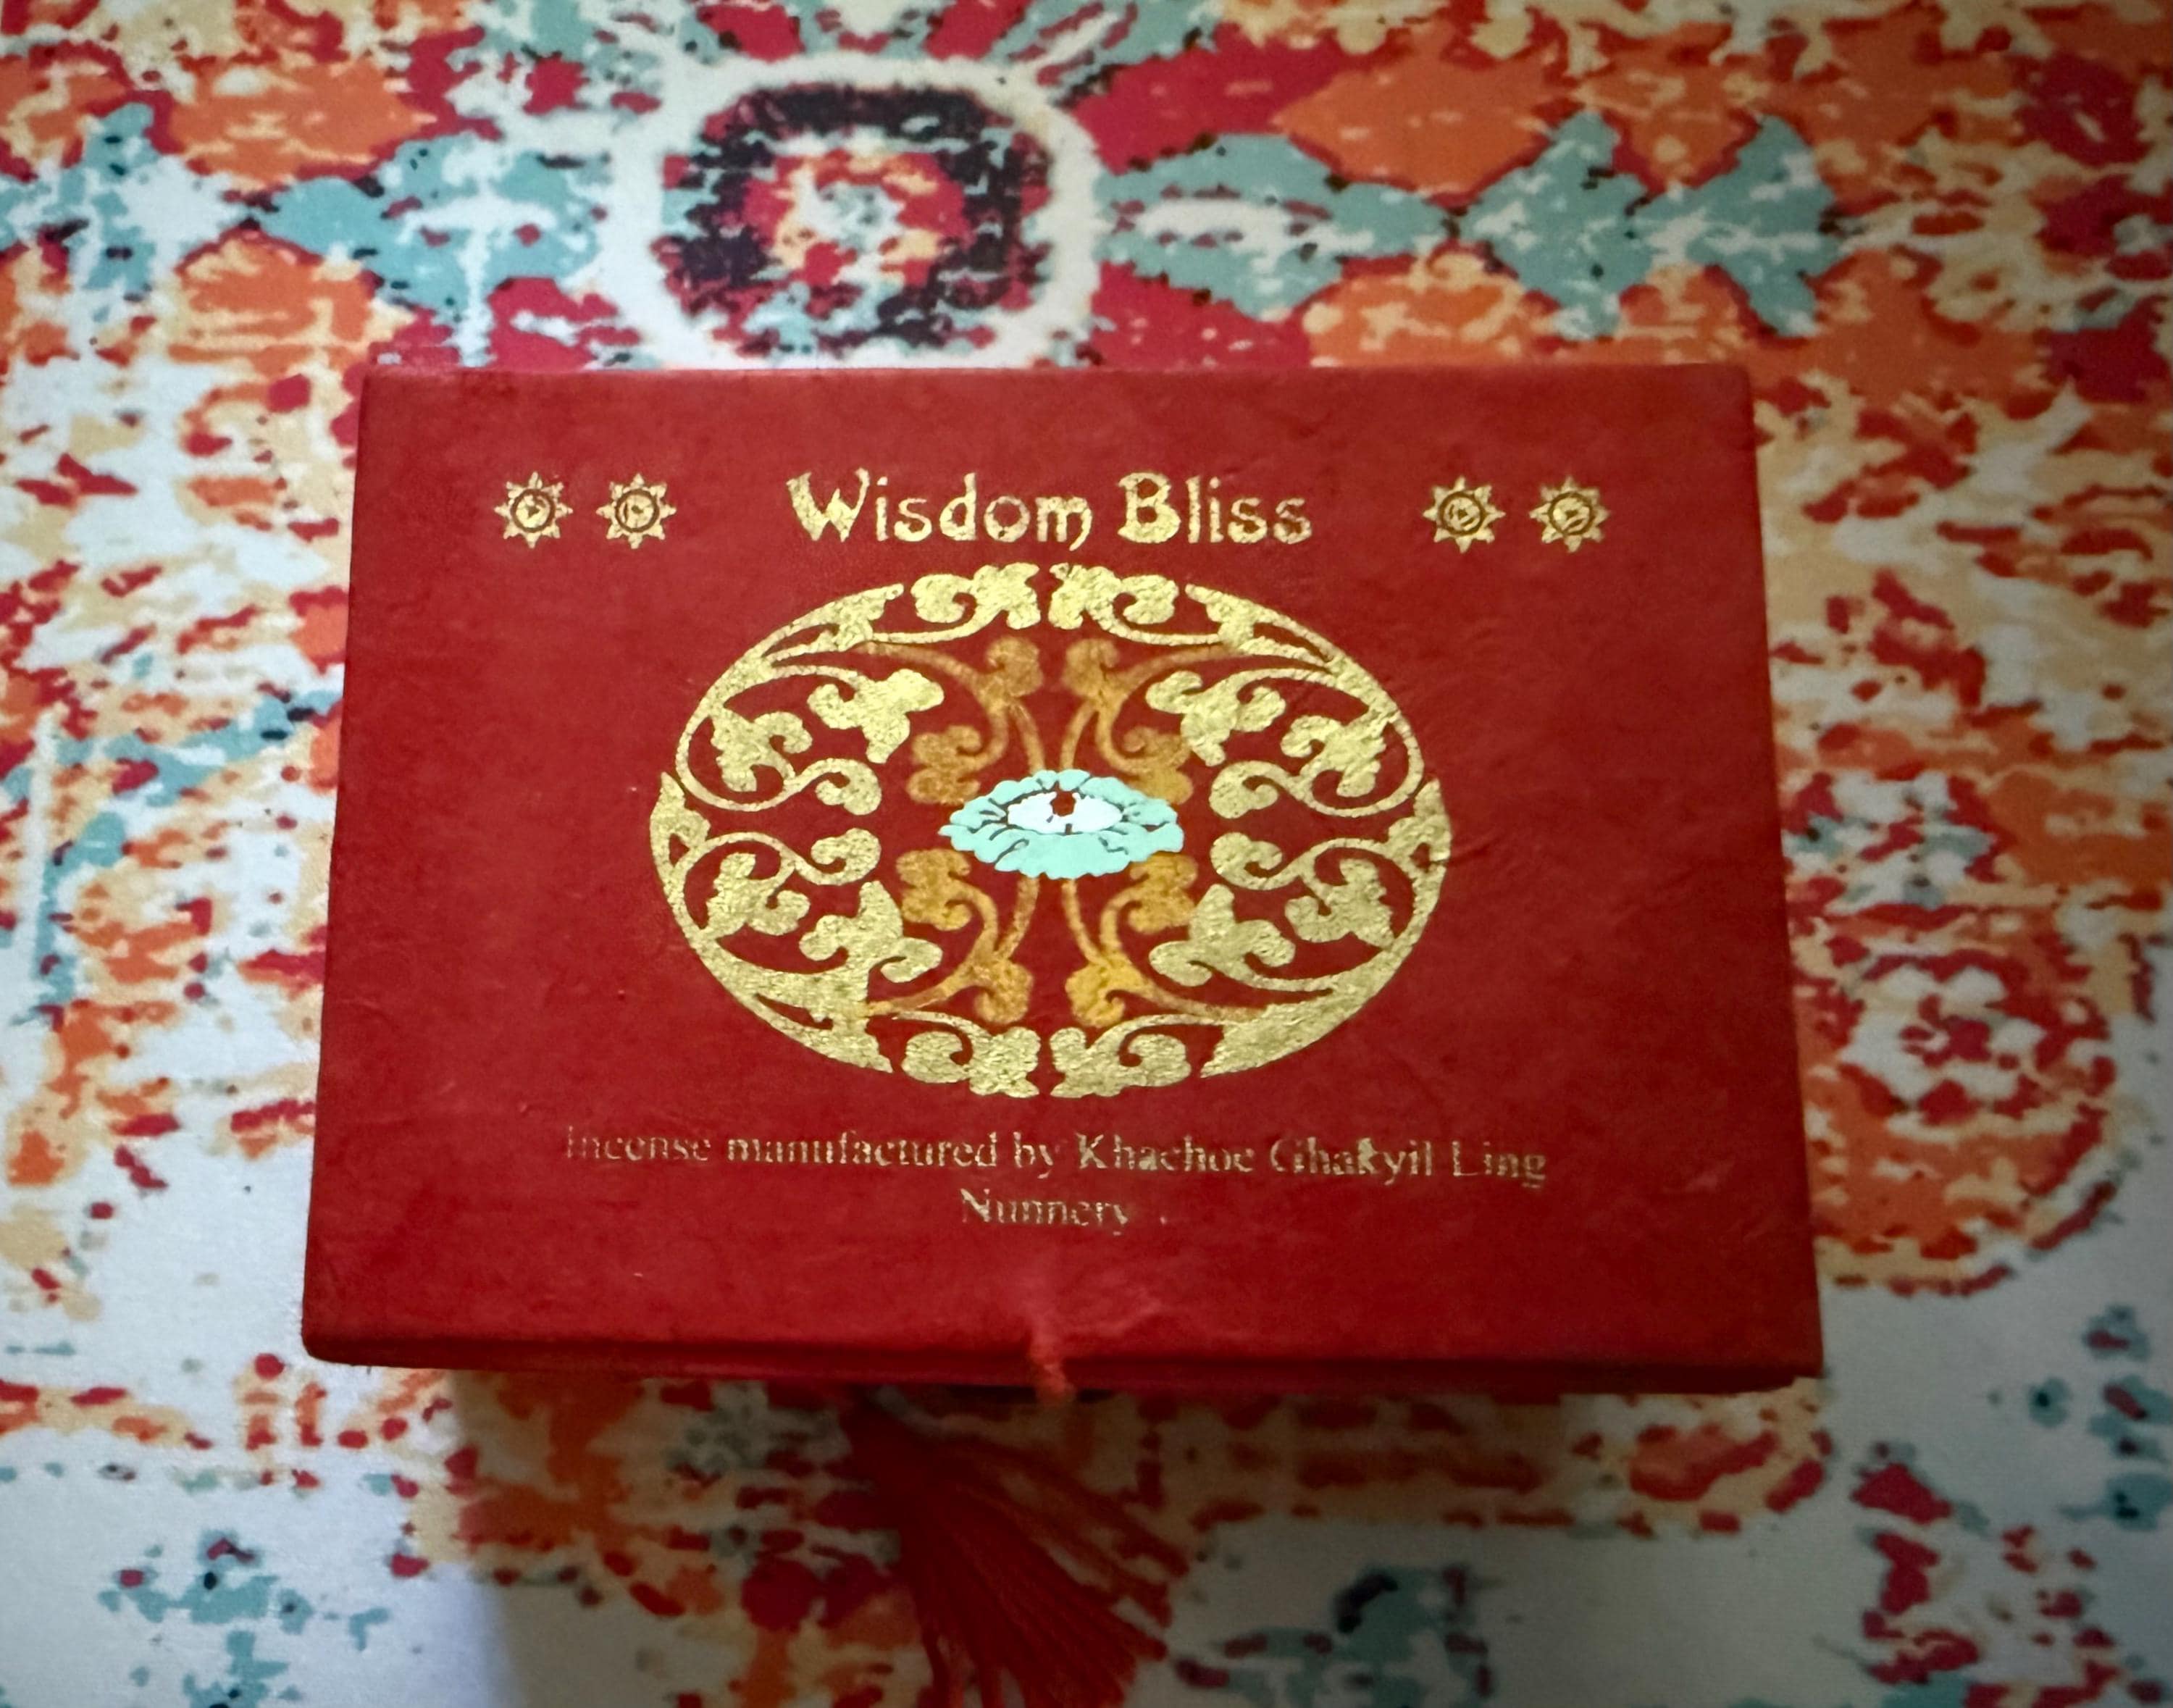 Wisdom Bliss
Incense manufactured by Khachoe Ghakyil Ling
Nunnery